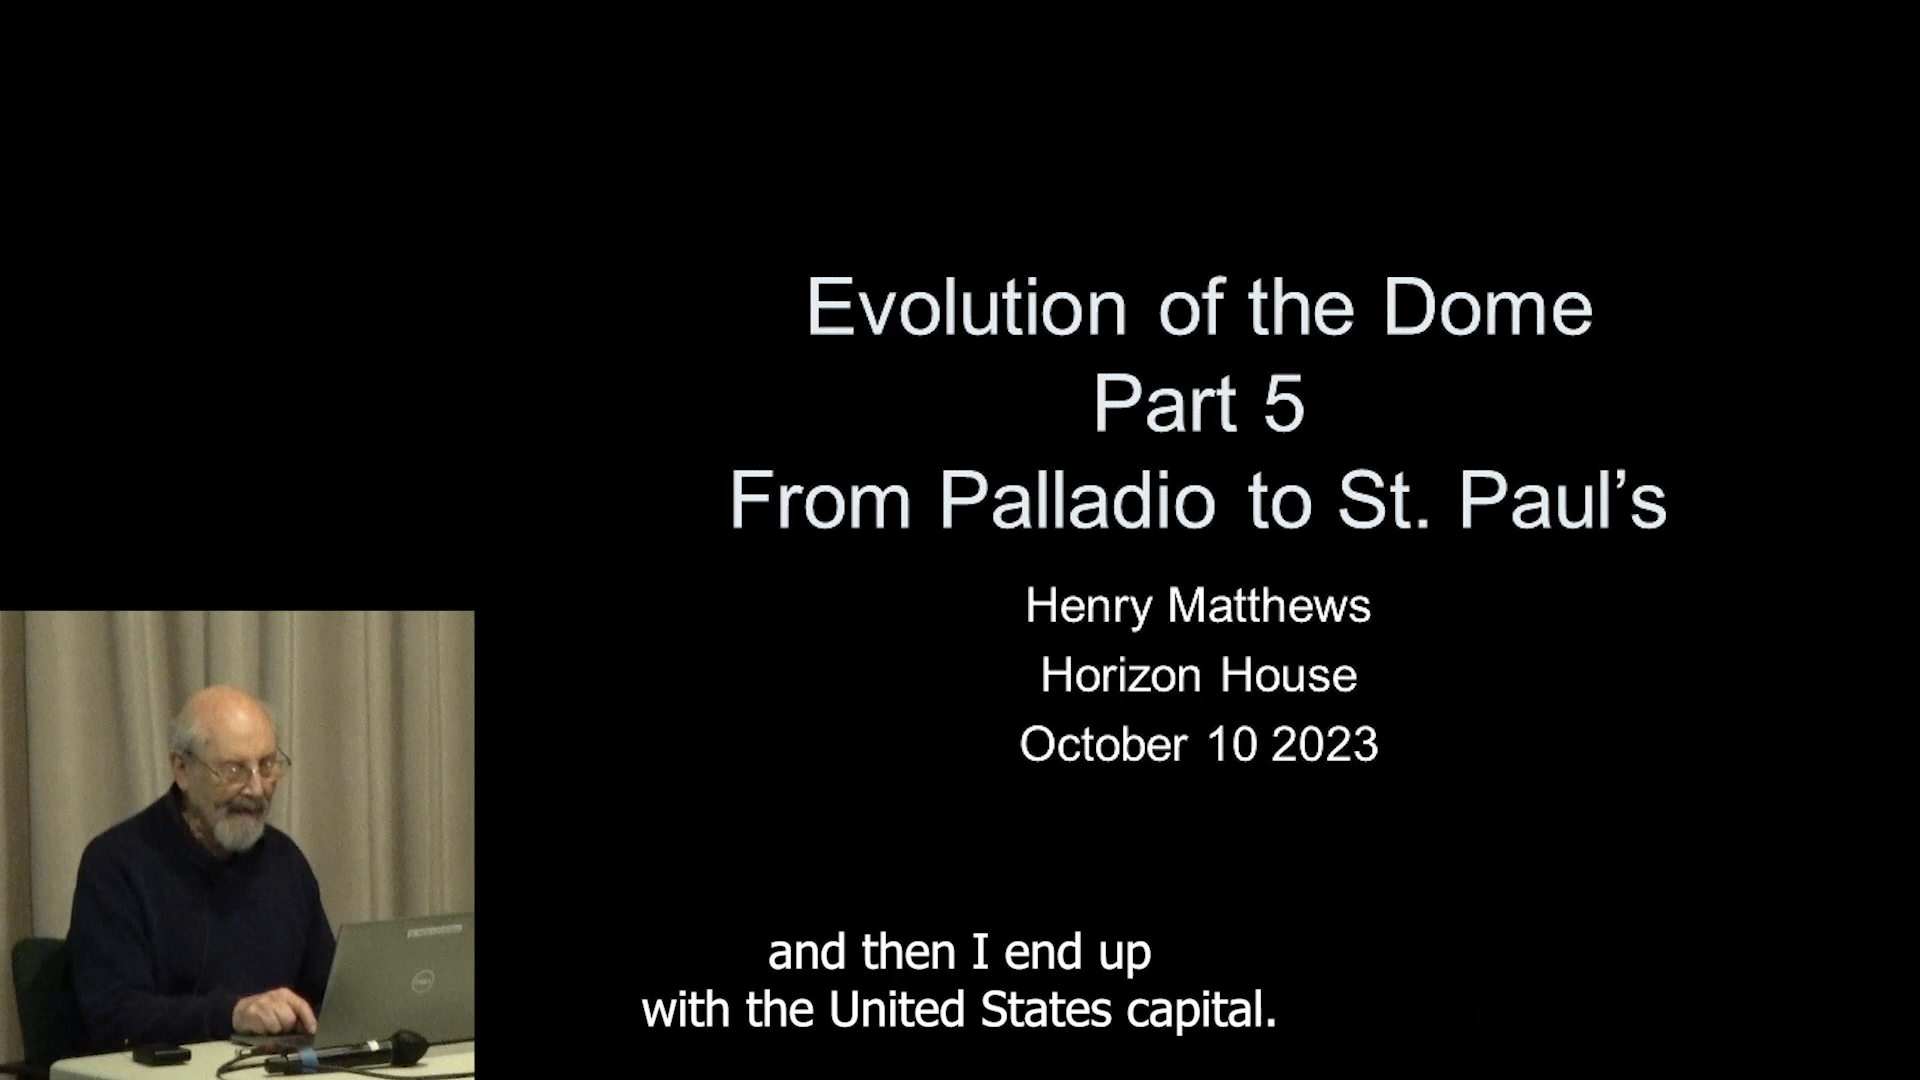 Evolution of the Dome
Part 5
From Palladio to St. Paul’s
Henry Matthews
Horizon House
October 10 2023
and then I end up
with the United States capital.